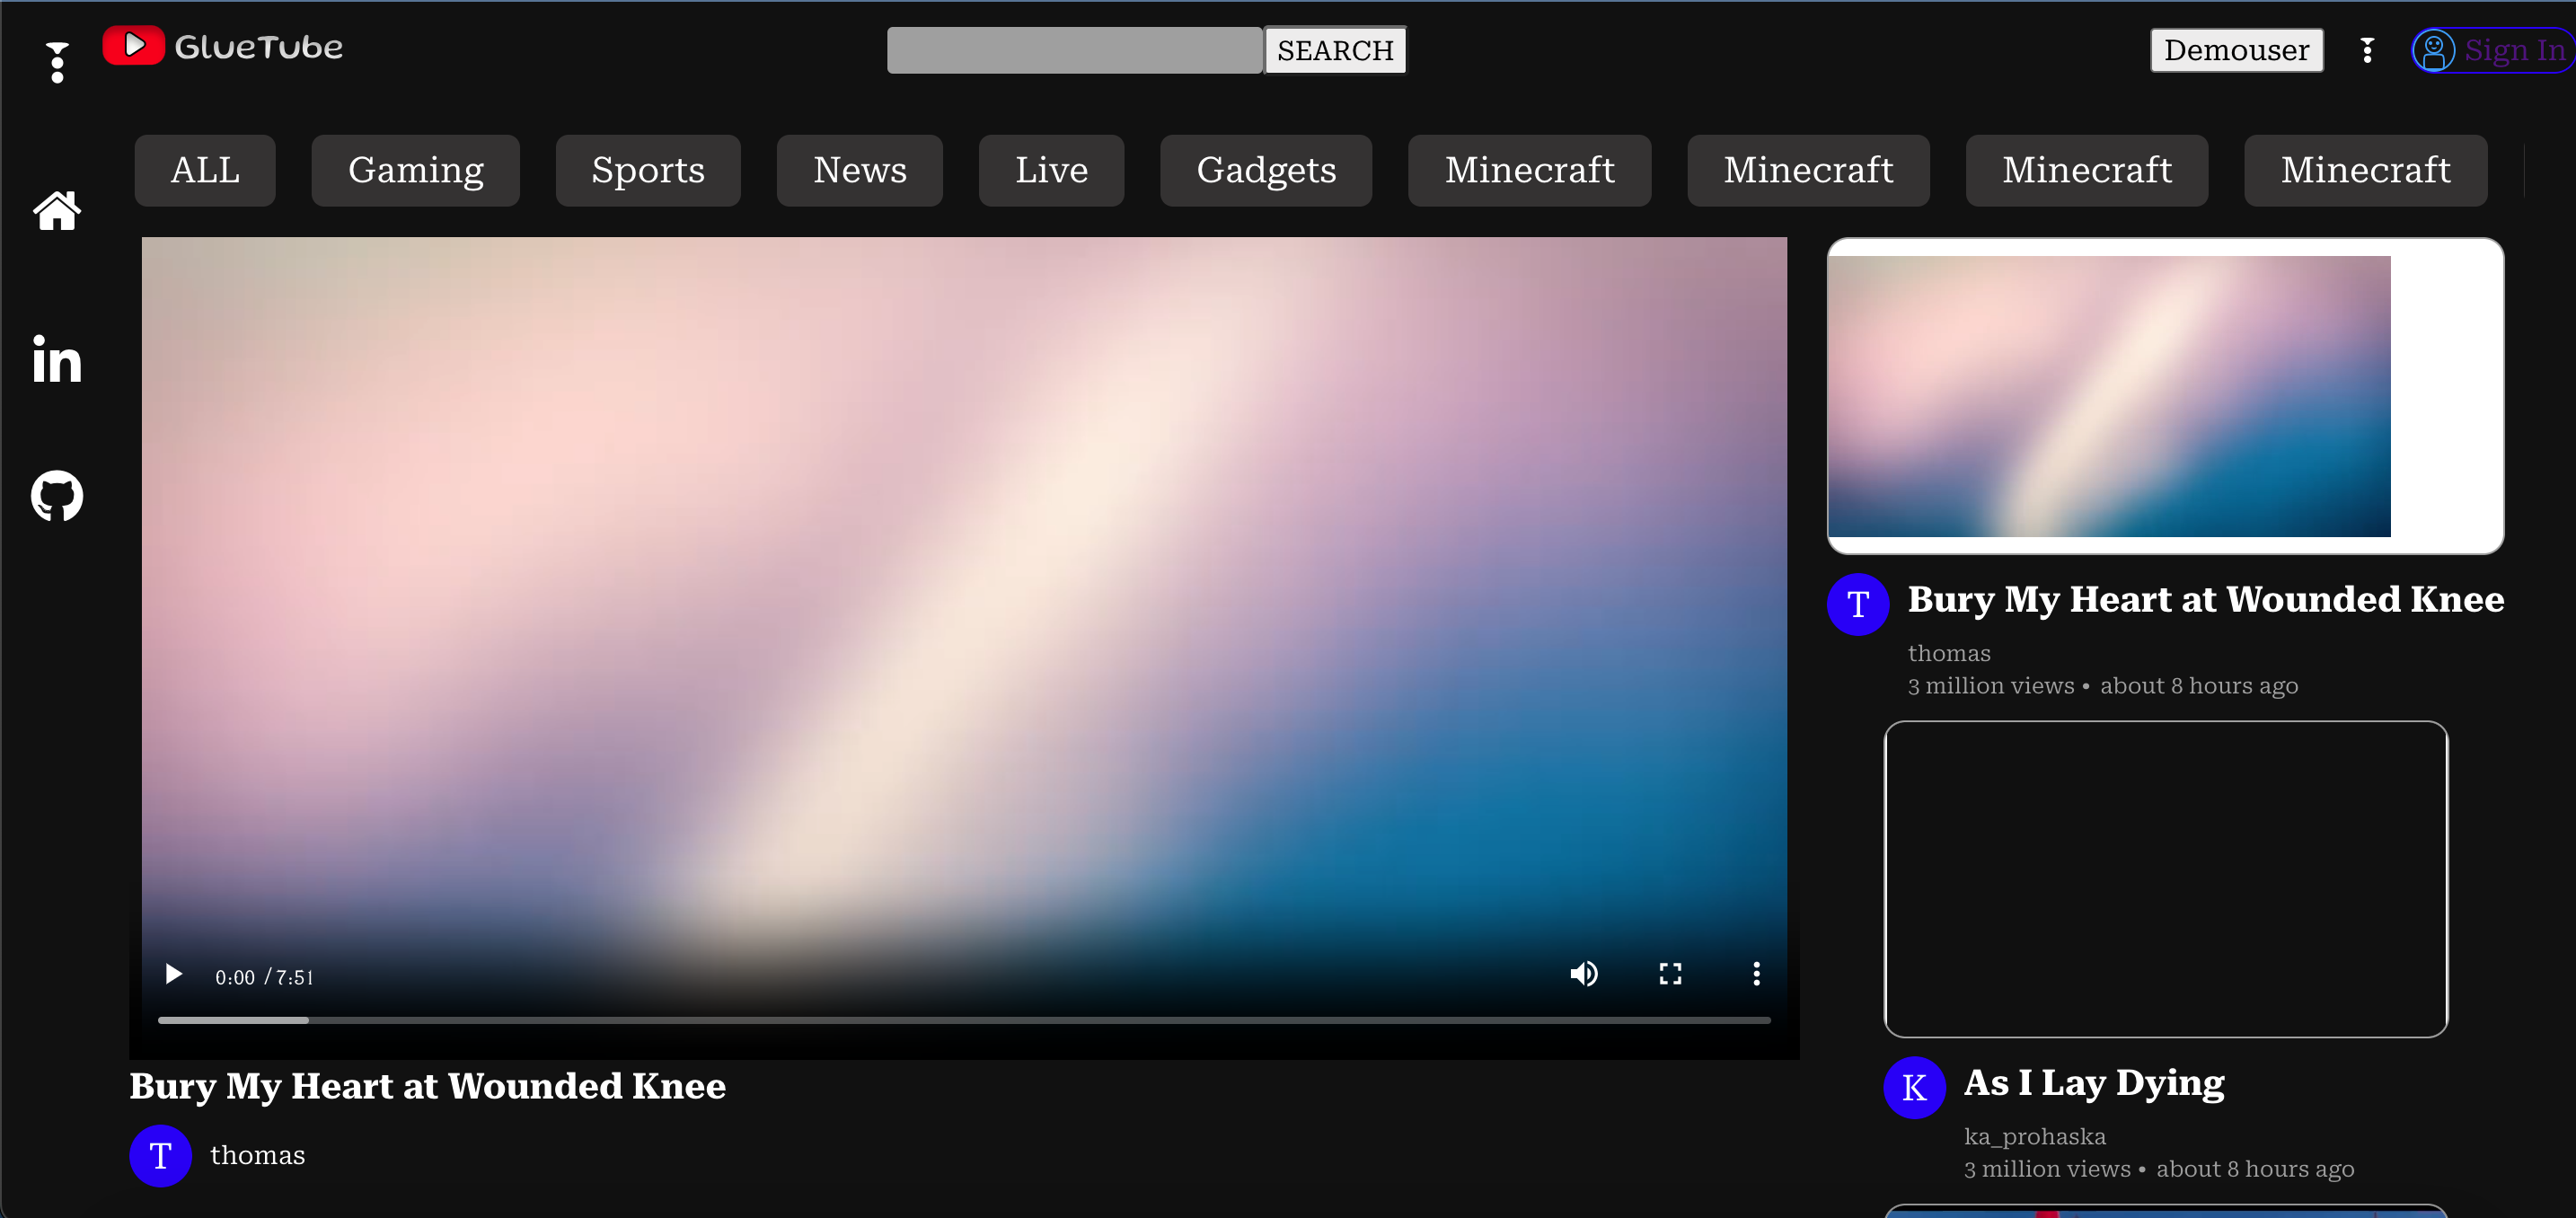 GlueTube
SEARCH
Demouser
Sign In
in
ALL Gaming Sports News Live Gadgets Minecraft Minecraft Minecraft Minecraft
0:00 / 7:51
Bury My Heart at Wounded Knee
T thomas
T Bury My Heart at Wounded Knee
thomas
3 million views • about 8 hours ago
K As I Lay Dying
ka_prohaska
3 million views • about 8 hours ago